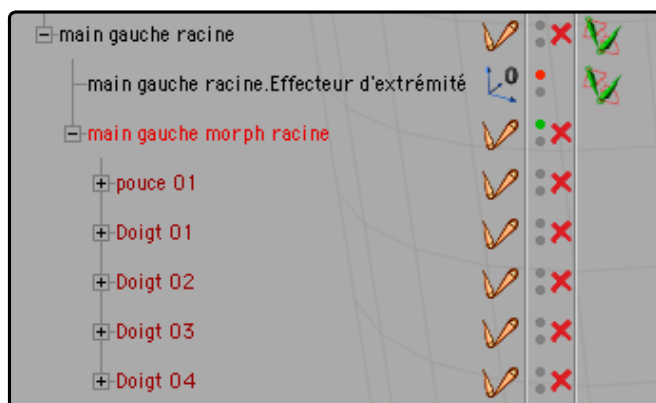 main gauche racine
main gauche racine.Effecteur d'extrémité
main gauche morph racine
pouce 01
Doigt 01
Doigt 02
Doigt 03
Doigt 04